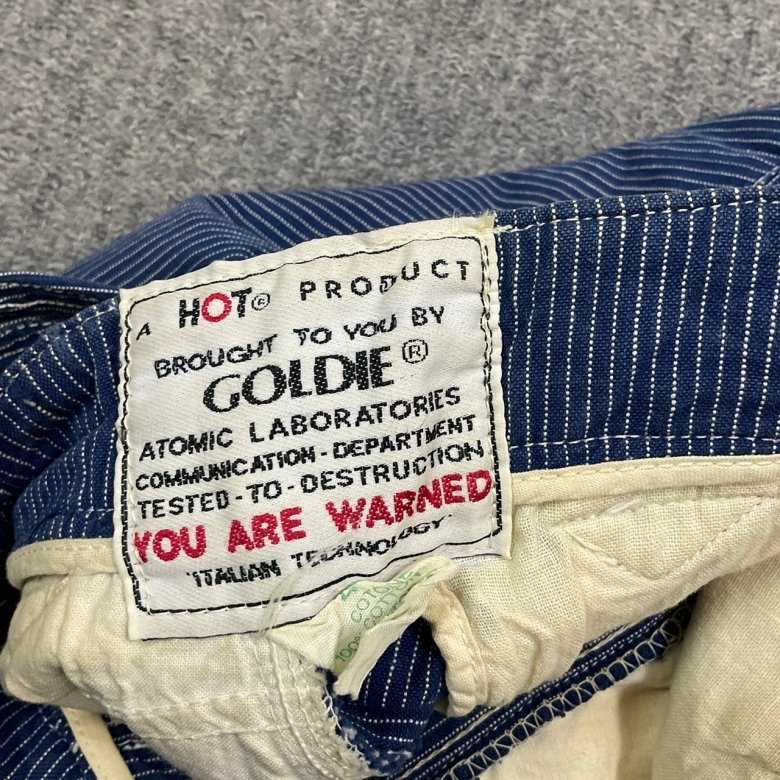 A HOT® PRODUCT
BROUGHT TO YOU BY
GOLDIE®
ATOMIC LABORATORIES
COMMUNICATION-DEPARTMENT
TESTED-TO-DESTRUCTION
YOU ARE WARNED
"ITALIAN TECHNOLOGY"
100%